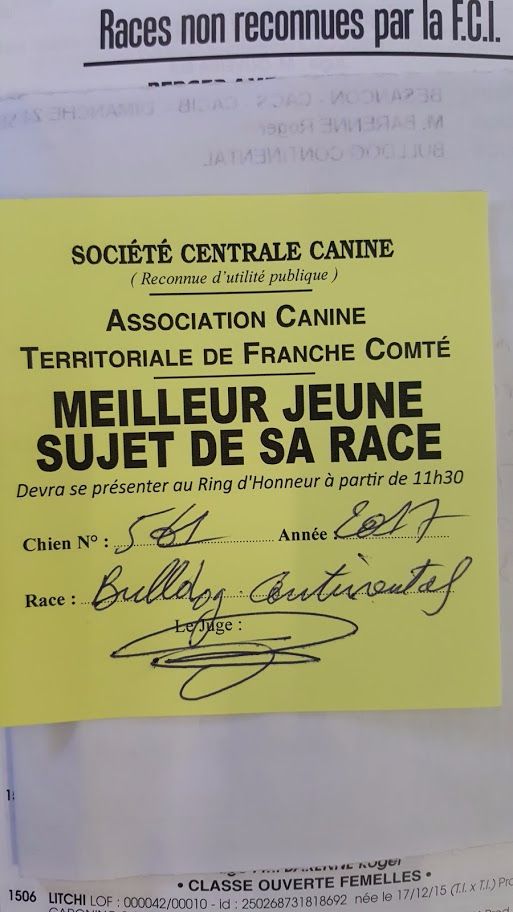 Races non reconnues par la F.C.I.
BESANÇON - CACS - CACIB - DIMANCHE
M. BARENNE Roger
BULLDOG CONTINENTAL
SOCIÉTÉ CENTRALE CANINE
( Reconnue d'utilité publique )
ASSOCIATION CANINE
TERRITORIALE DE FRANCHE COMTÉ
MEILLEUR JEUNE
SUJET DE SA RACE
Devra se présenter au Ring d'Honneur à partir de 11h30
Chien N° : 561 Année : 2017
Race : Bulldog Continental
Le Juge :
BARENNE Roger
• CLASSE OUVERTE FEMELLES •
1506 LITCHI LOF : 000042/00010 - id : 250268731818692 née le 17/12/15 (T.I. x T.I.)